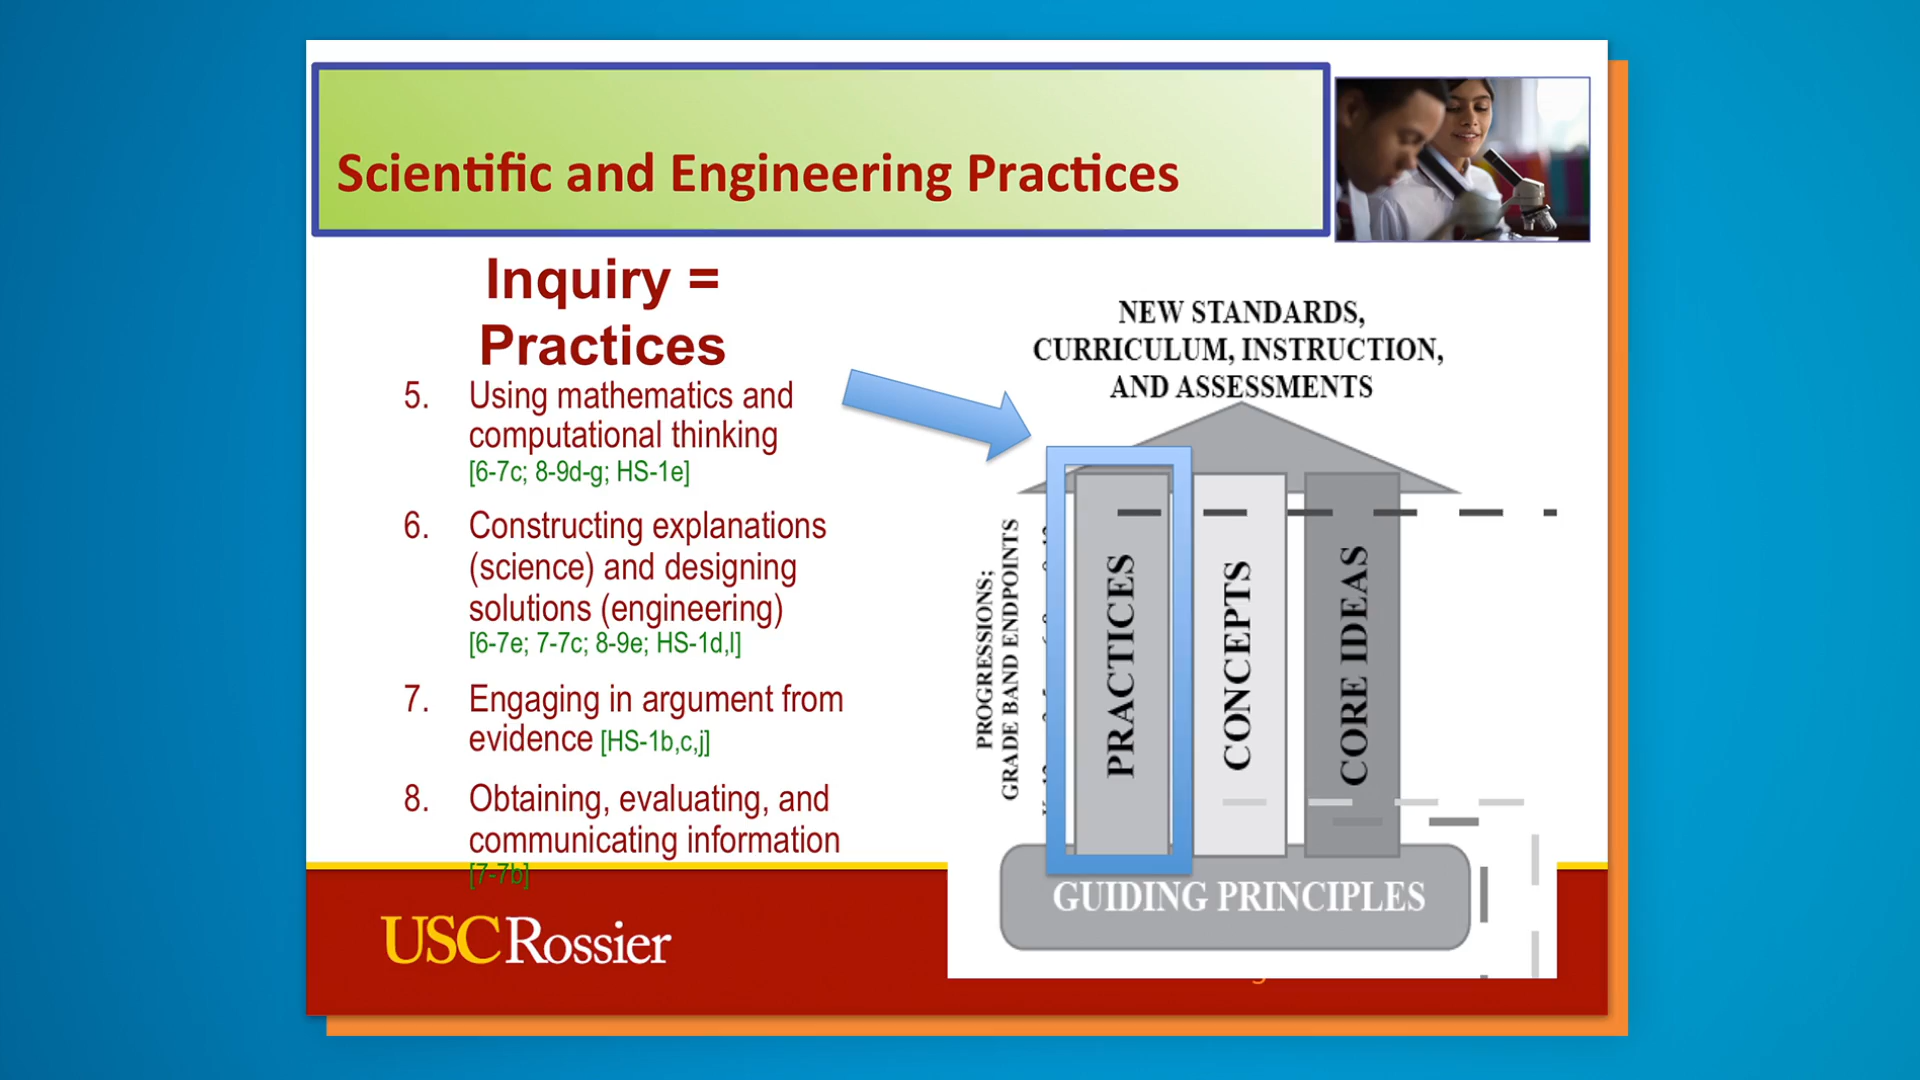 Scientific and Engineering Practices
Inquiry =
Practices
5. Using mathematics and
computational thinking
[6-7c; 8-9d-g; HS-1e]
6. Constructing explanations
(science) and designing
solutions (engineering)
[6-7e; 7-7c; 8-9e; HS-1d,l]
7. Engaging in argument from
evidence [HS-1b,c,j]
8. Obtaining, evaluating, and
communicating information
[7-7b]
NEW STANDARDS,
CURRICULUM, INSTRUCTION,
AND ASSESSMENTS
PROGRESSIONS;
GRADE BAND ENDPOINTS
PRACTICES
CONCEPTS
CORE IDEAS
GUIDING PRINCIPLES
USC Rossier